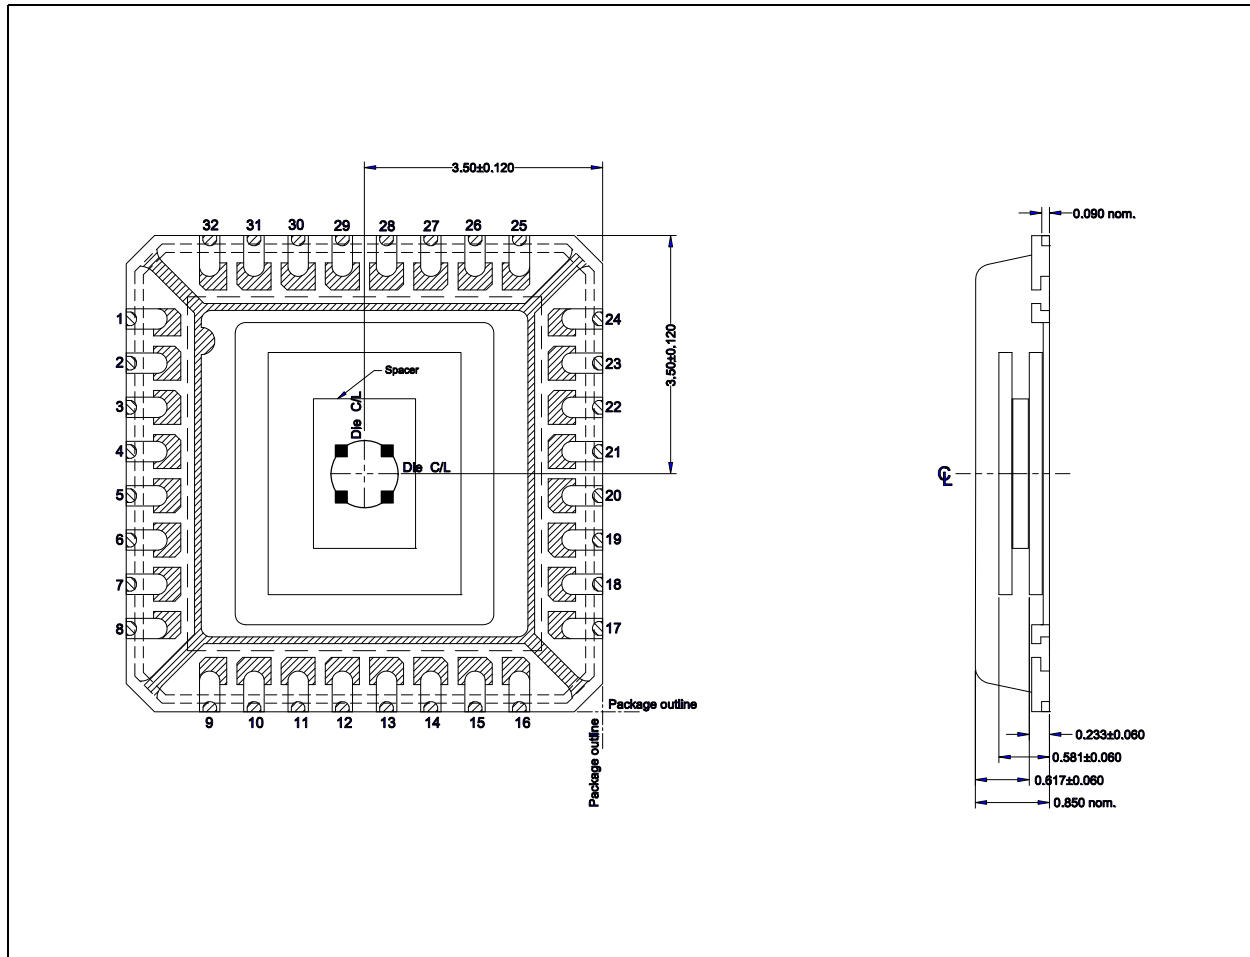 3.50±0.120
0.090 nom.
32 31 30 29 28 27 26 25
1 24
3.50±0.120
2 23
Spacer
3 22
Die C/L
4 21
Die C/L
C L
5 20
6 19
7 18
8 17
Package outline
9 10 11 12 13 14 15 16
Package outline
0.233±0.060
0.581±0.060
0.617±0.060
0.850 nom.